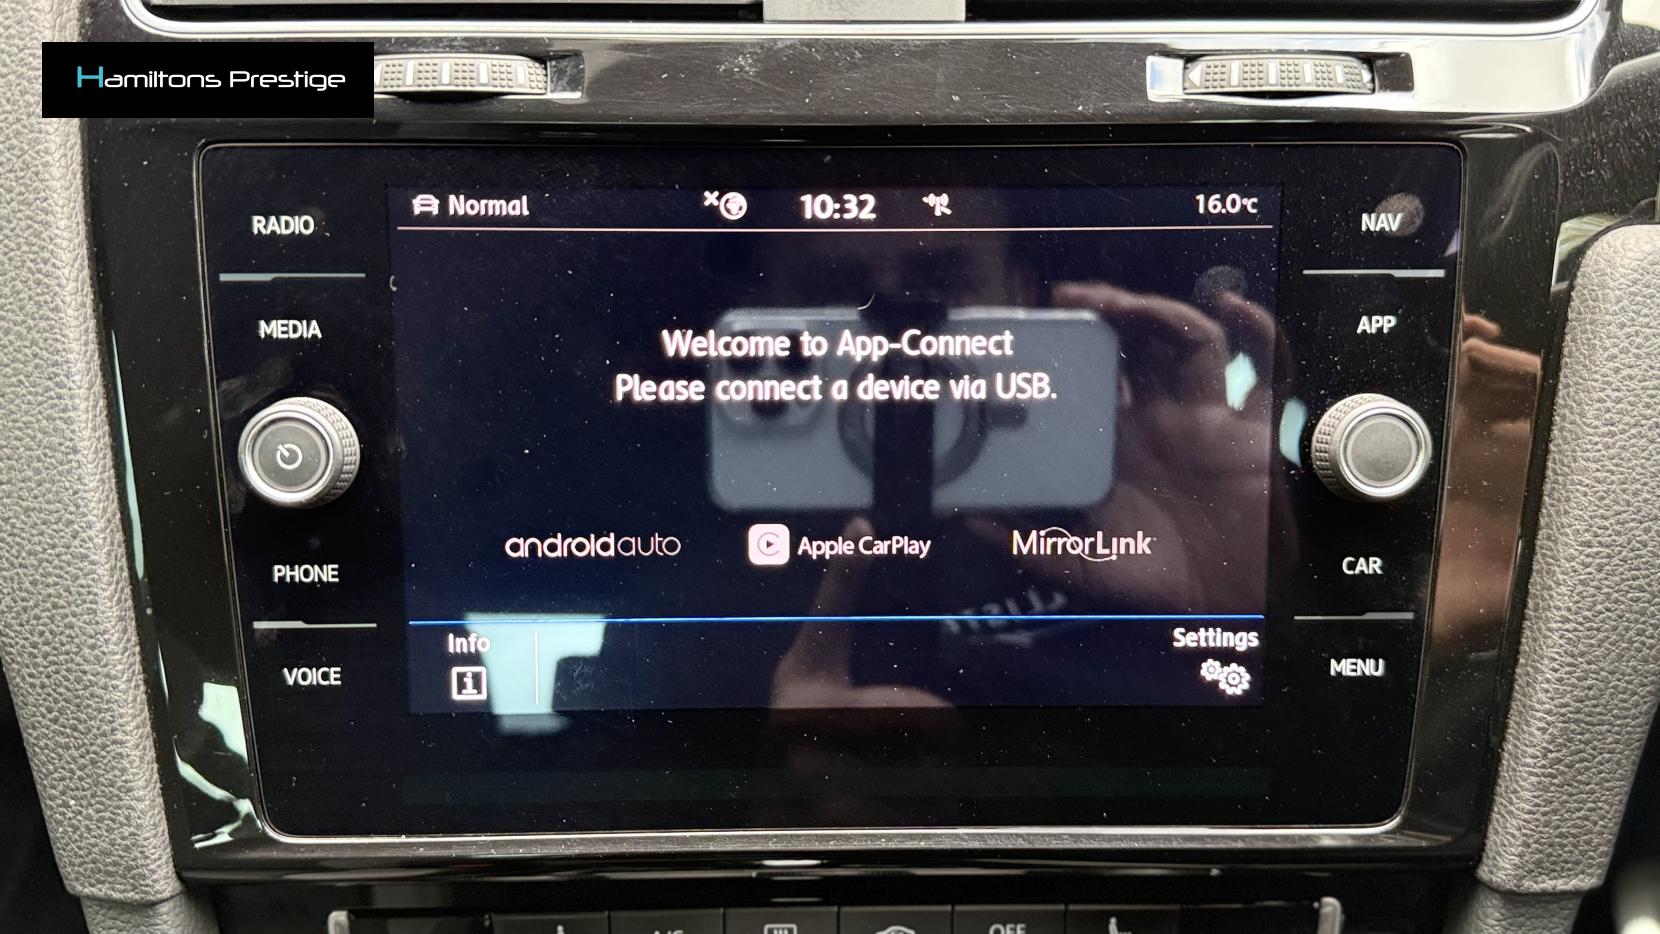 Hamiltons Prestige
RADIO
MEDIA
PHONE
VOICE
Normal
10:32
16.0°C
Welcome to App-Connect
Please connect a device via USB.
androidauto
Apple CarPlay
MirrorLink
Info
Settings
NAV
APP
CAR
MENU
OFF